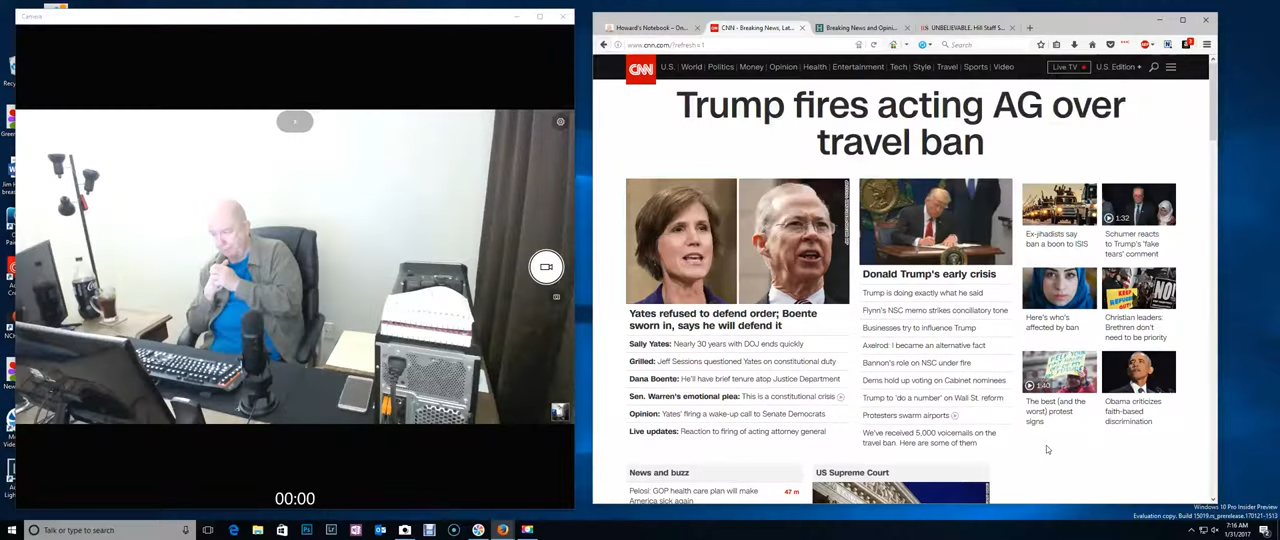 Camera
00:00
Howard's Notebook – On...
CNN - Breaking News, Lat...
Breaking News and Opini...
UNBELIEVABLE. Hill Staff S...
www.cnn.com/?refresh=1
Search
CNN
U.S. World Politics Money Opinion Health Entertainment Tech Style Travel Sports Video
Live TV
U.S. Edition +
Trump fires acting AG over
travel ban
Yates refused to defend order; Boente
sworn in, says he will defend it
Sally Yates: Nearly 30 years with DOJ ends quickly
Grilled: Jeff Sessions questioned Yates on constitutional duty
Dana Boente: He'll have brief tenure atop Justice Department
Sen. Warren's emotional plea: This is a constitutional crisis
Opinion: Yates' firing a wake-up call to Senate Democrats
Live updates: Reaction to firing of acting attorney general
Donald Trump's early crisis
Trump is doing exactly what he said
Flynn's NSC memo strikes conciliatory tone
Businesses try to influence Trump
Axelrod: I became an alternative fact
Bannon's role on NSC under fire
Dems hold up voting on Cabinet nominees
Trump to 'do a number' on Wall St. reform
Protesters swarm airports
We've received 5,000 voicemails on the
travel ban. Here are some of them
Ex-jihadists say
ban a boon to ISIS
1:32
Schumer reacts
to Trump's 'fake
tears' comment
Here's who's
affected by ban
Christian leaders:
Brethren don't
need to be priority
1:40
The best (and the
worst) protest
signs
Obama criticizes
faith-based
discrimination
News and buzz
Pelosi: GOP health care plan will make
America sick again
47 m
US Supreme Court
Windows 10 Pro Insider Preview
Evaluation copy. Build 15019.rs_prerelease.170121-1513
Talk or type to search
7:16 AM
1/31/2017